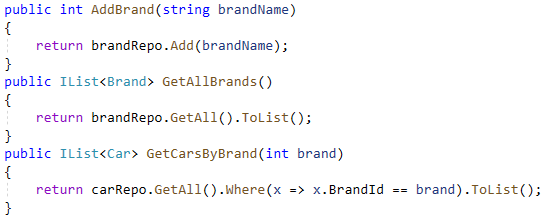 public int AddBrand(string brandName)
{
    return brandRepo.Add(brandName);
}
public IList<Brand> GetAllBrands()
{
    return brandRepo.GetAll().ToList();
}
public IList<Car> GetCarsByBrand(int brand)
{
    return carRepo.GetAll().Where(x => x.BrandId == brand).ToList();
}